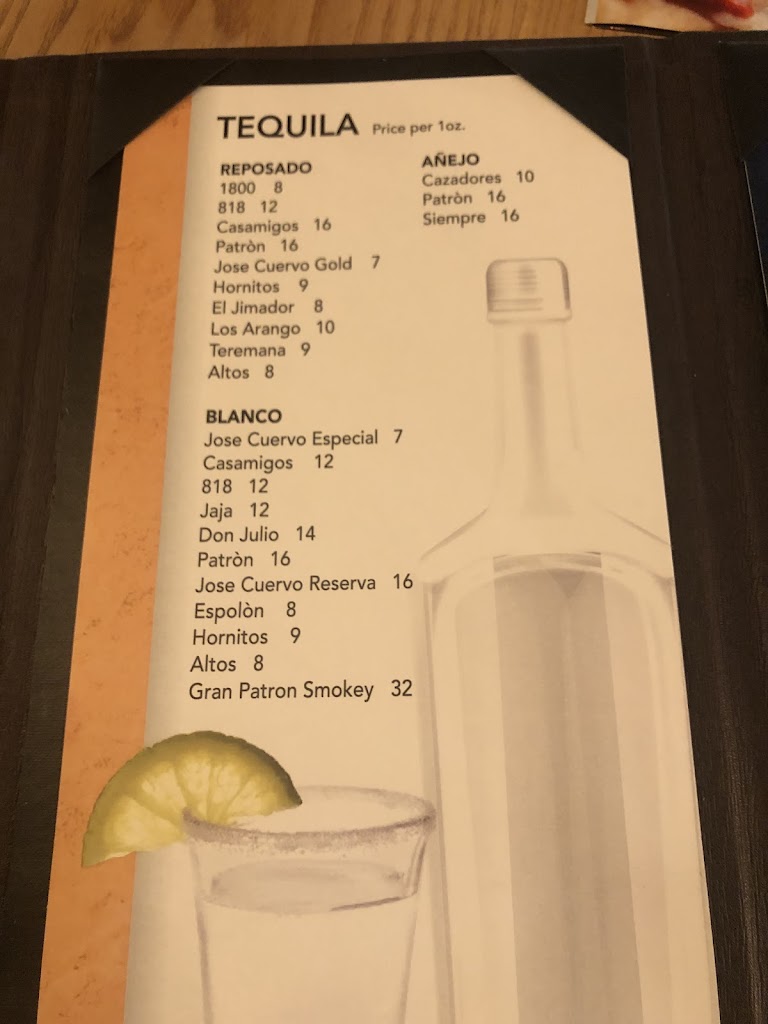 TEQUILA Price per 1oz.
REPOSADO
1800 8
818 12
Casamigos 16
Patròn 16
Jose Cuervo Gold 7
Hornitos 9
El Jimador 8
Los Arango 10
Teremana 9
Altos 8
BLANCO
Jose Cuervo Especial 7
Casamigos 12
818 12
Jaja 12
Don Julio 14
Patròn 16
Jose Cuervo Reserva 16
Espolòn 8
Hornitos 9
Altos 8
Gran Patron Smokey 32
AÑEJO
Cazadores 10
Patròn 16
Siempre 16